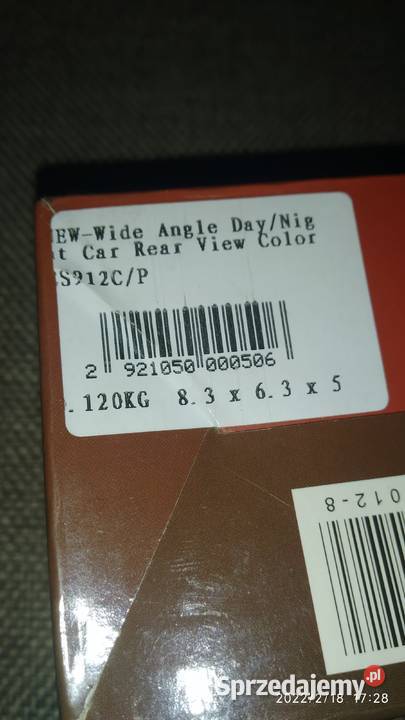 EW-Wide Angle Day/Nig
t Car Rear View Color
S912C/P
2 921050 000506
. 120KG 8.3 x 6.3 x 5
012-8
Sprzedajemy.pl
2022/2/18 17:28